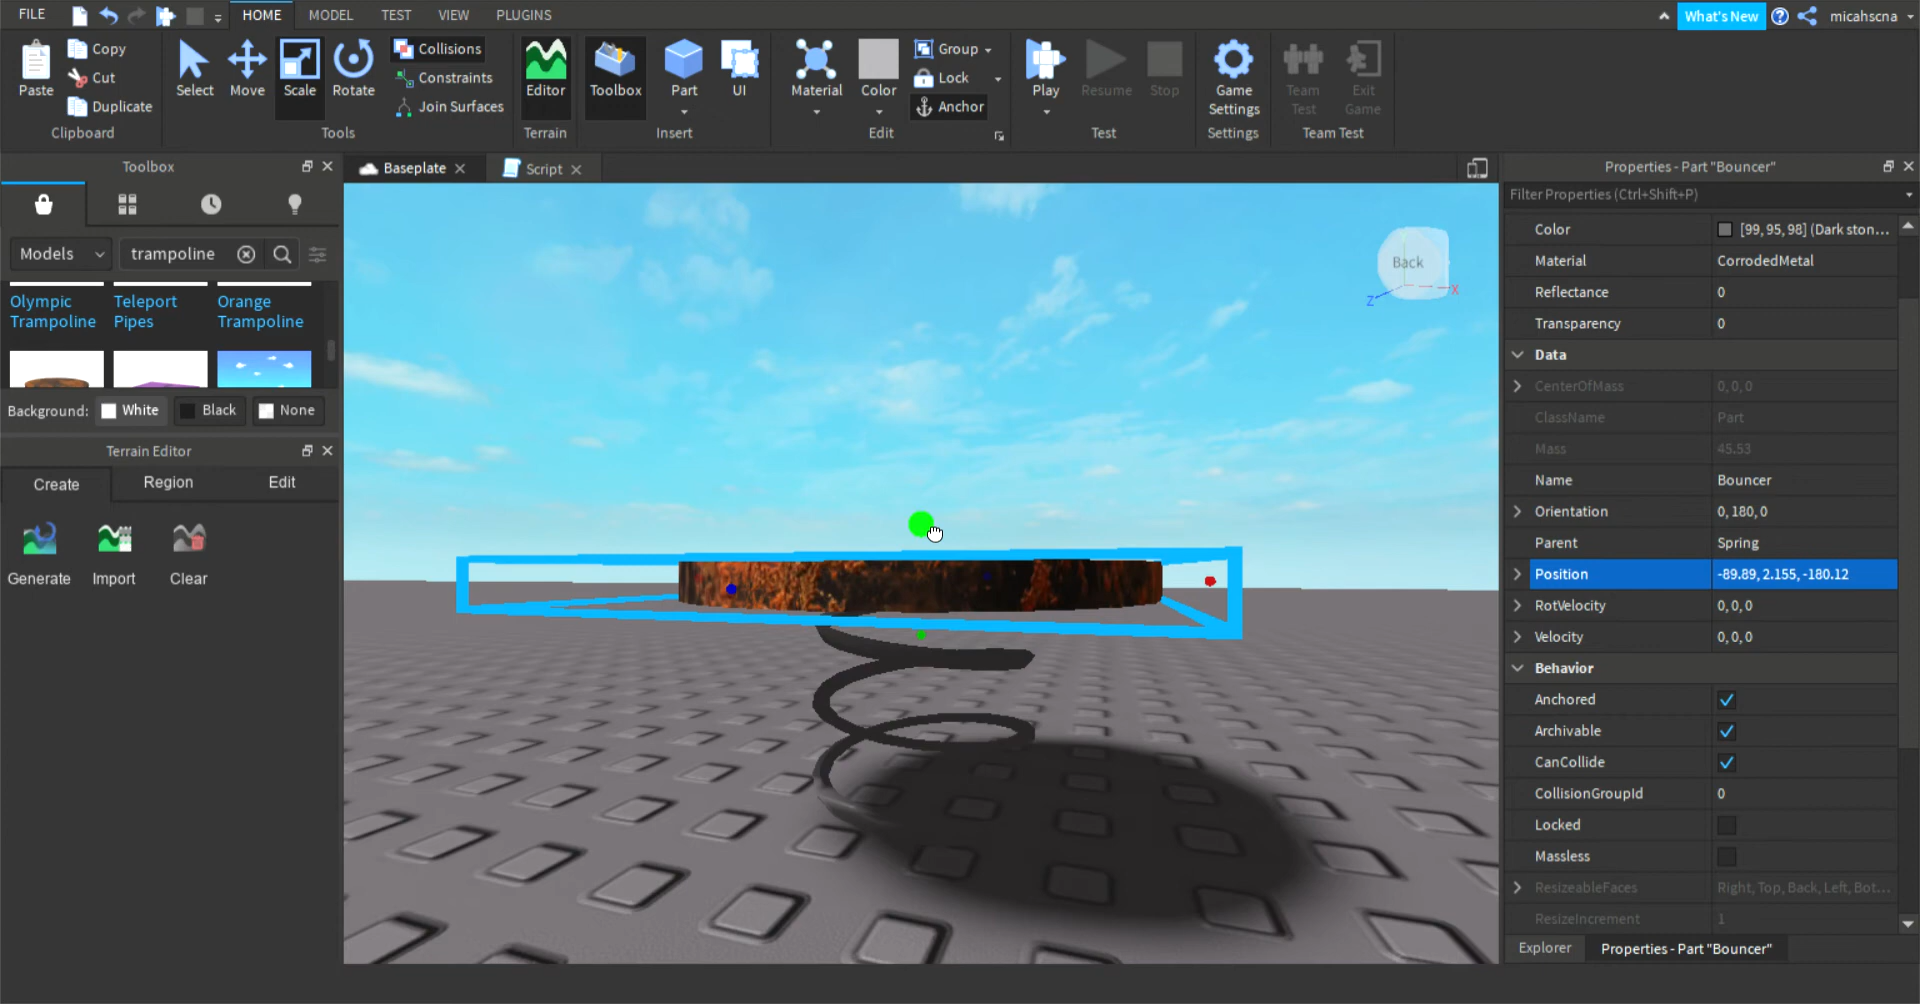 FILE
HOME
MODEL
TEST
VIEW
PLUGINS
What's New
micahscna
Paste
Copy
Cut
Duplicate
Clipboard
Select
Move
Scale
Rotate
Collisions
Constraints
Join Surfaces
Tools
Editor
Terrain
Toolbox
Part
UI
Insert
Material
Color
Group
Lock
Anchor
Edit
Play
Resume
Stop
Test
Game
Settings
Settings
Team
Test
Exit
Game
Team Test
Toolbox
Models
trampoline
Olympic
Trampoline
Teleport
Pipes
Orange
Trampoline
Background:
White
Black
None
Terrain Editor
Create
Region
Edit
Generate
Import
Clear
Baseplate
Script
Back
Z
X
Properties - Part "Bouncer"
Filter Properties (Ctrl+Shift+P)
Color [99, 95, 98] (Dark ston...
Material CorrodedMetal
Reflectance 0
Transparency 0
Data
CenterOfMass 0, 0, 0
ClassName Part
Mass 45.53
Name Bouncer
Orientation 0, 180, 0
Parent Spring
Position -89.89, 2.155, -180.12
RotVelocity 0, 0, 0
Velocity 0, 0, 0
Behavior
Anchored
Archivable
CanCollide
CollisionGroupId 0
Locked
Massless
ResizeableFaces Right, Top, Back, Left, Bot...
ResizeIncrement 1
Explorer
Properties - Part "Bouncer"